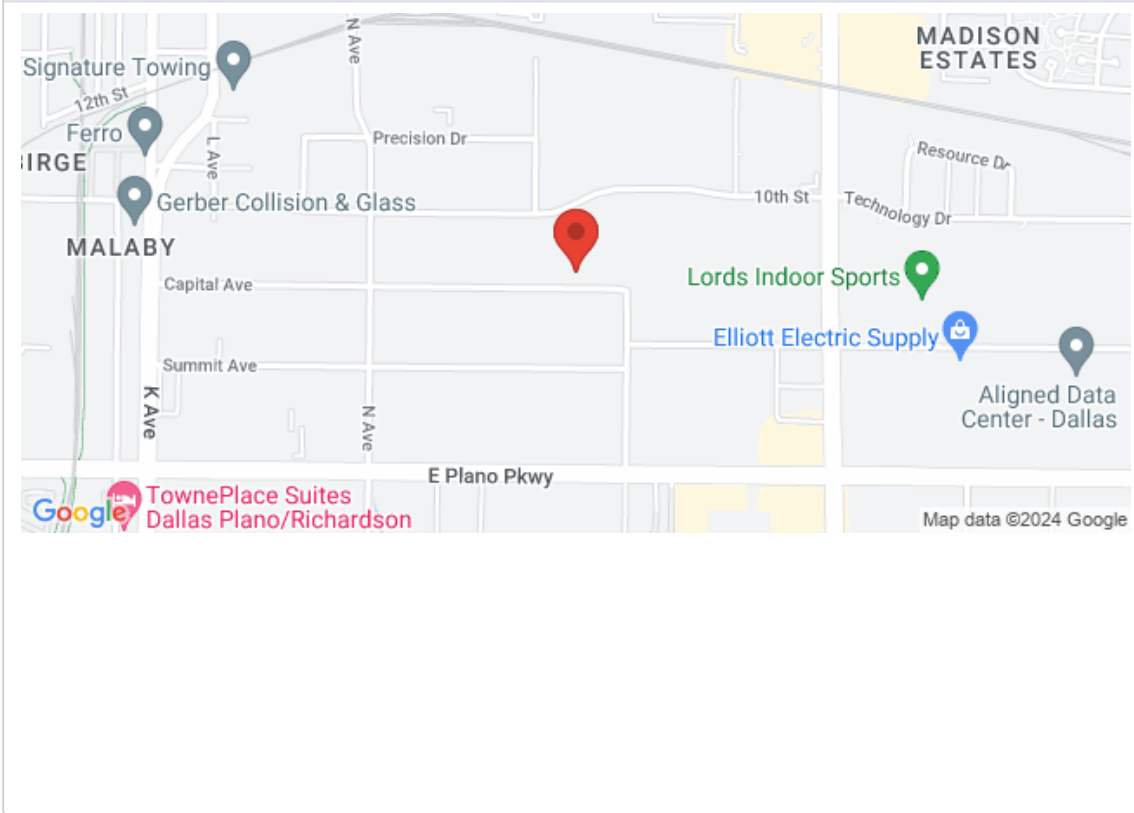 N Ave
MADISON
ESTATES
Signature Towing
12th St
Ferro
Precision Dr
L Ave
BIRGE
Resource Dr
10th St
Technology Dr
Gerber Collision & Glass
MALABY
Capital Ave
Lords Indoor Sports
Elliott Electric Supply
Summit Ave
K Ave
N Ave
Aligned Data
Center - Dallas
E Plano Pkwy
TownePlace Suites
Dallas Plano/Richardson
Google
Map data ©2024 Google